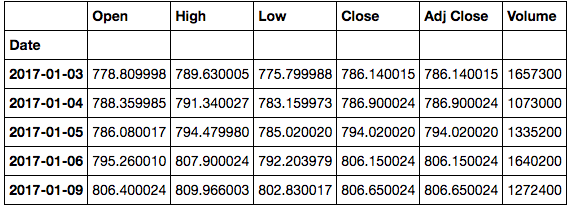 Open High Low Close Adj Close Volume
Date
2017-01-03 778.809998 789.630005 775.799988 786.140015 786.140015 1657300
2017-01-04 788.359985 791.340027 783.159973 786.900024 786.900024 1073000
2017-01-05 786.080017 794.479980 785.020020 794.020020 794.020020 1335200
2017-01-06 795.260010 807.900024 792.203979 806.150024 806.150024 1640200
2017-01-09 806.400024 809.966003 802.830017 806.650024 806.650024 1272400